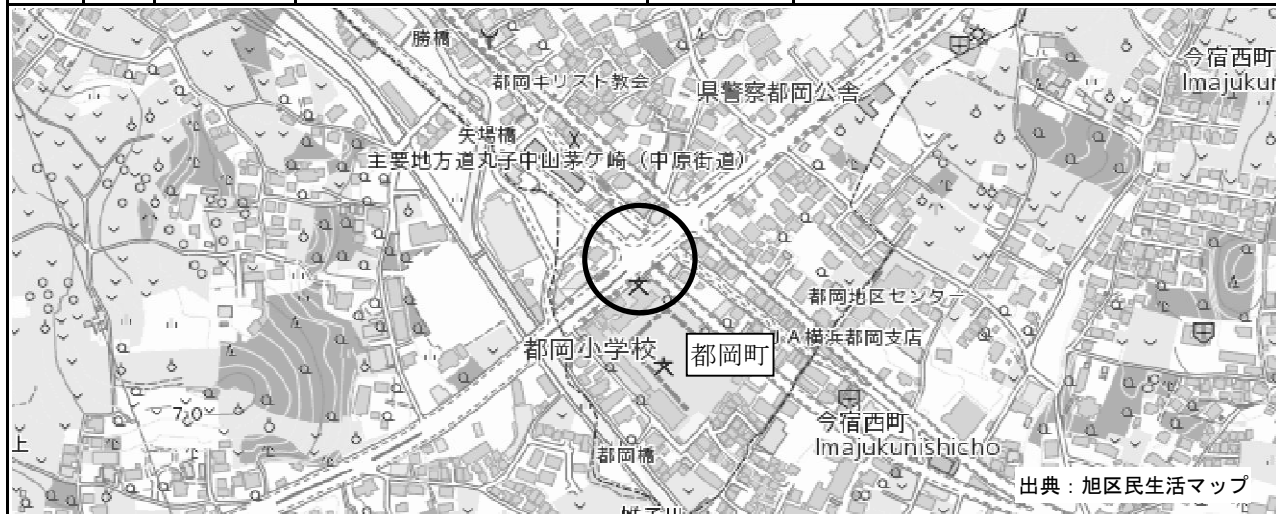 勝橋
都岡キリスト教会
県警察都岡公舎
今宿西町
Imajuku
矢場橋
主要地方道丸子中山茅ケ崎（中原街道）
都岡地区センター
JA横浜都岡支店
都岡小学校
都岡町
70
今宿西町
Imajukunishicho
上
都岡橋
出典：旭区民生活マップ